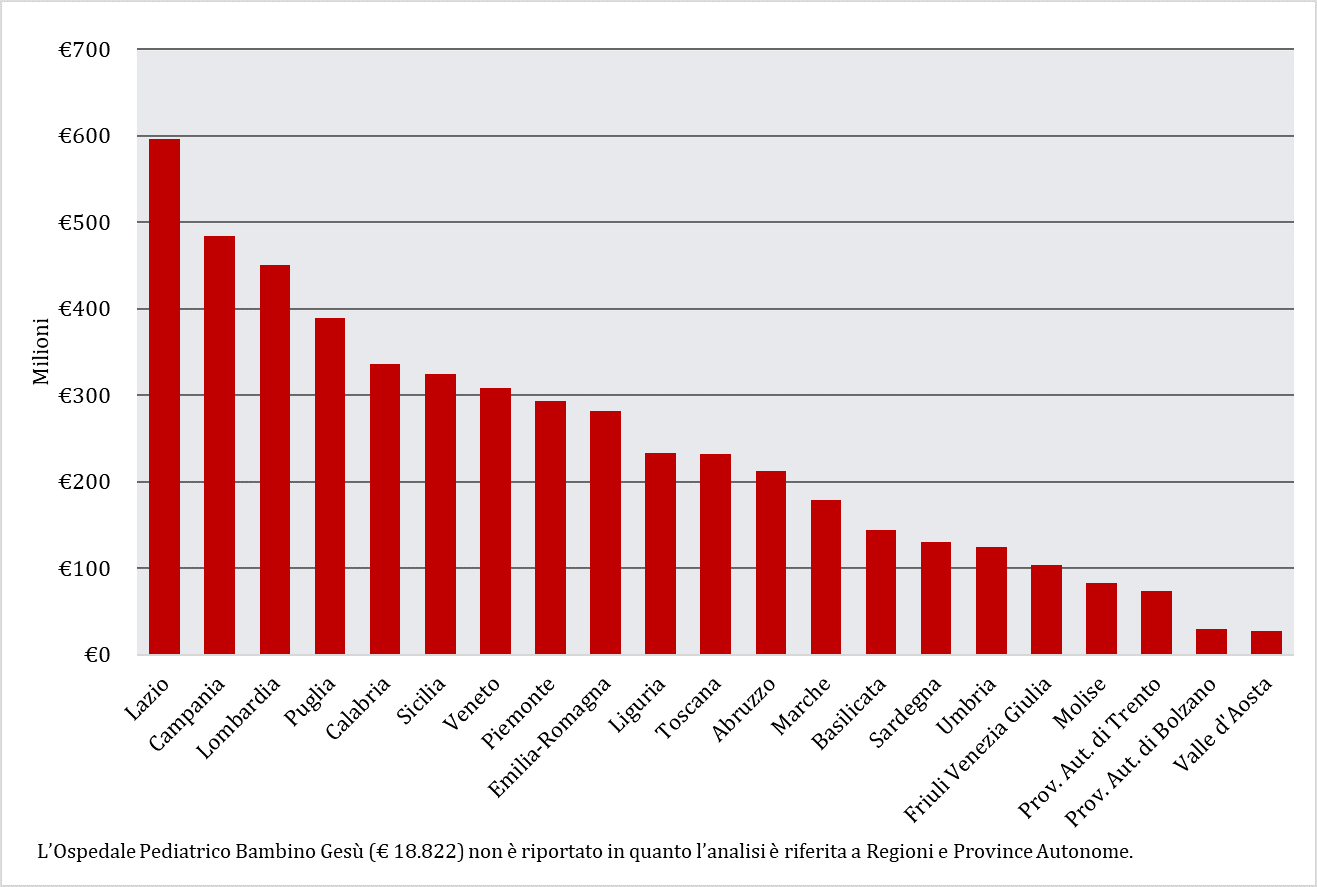 €700
€600
€500
€400
€300
€200
€100
€0
Milioni
Lazio
Campania
Lombardia
Puglia
Calabria
Sicilia
Veneto
Piemonte
Emilia-Romagna
Liguria
Toscana
Abruzzo
Marche
Basilicata
Sardegna
Umbria
Friuli Venezia Giulia
Molise
Prov. Aut. di Trento
Prov. Aut. di Bolzano
Valle d'Aosta
L’Ospedale Pediatrico Bambino Gesù (€ 18.822) non è riportato in quanto l’analisi è riferita a Regioni e Province Autonome.